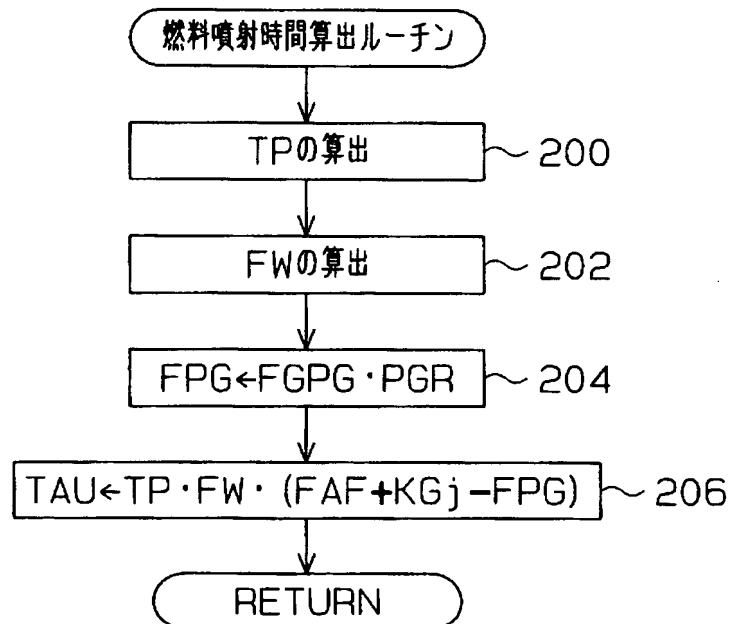 燃料噴射時間算出ルーチン
TPの算出
200
FWの算出
202
FPG←FGPG・PGR
204
TAU←TP・FW・(FAF+KGj-FPG)
206
RETURN